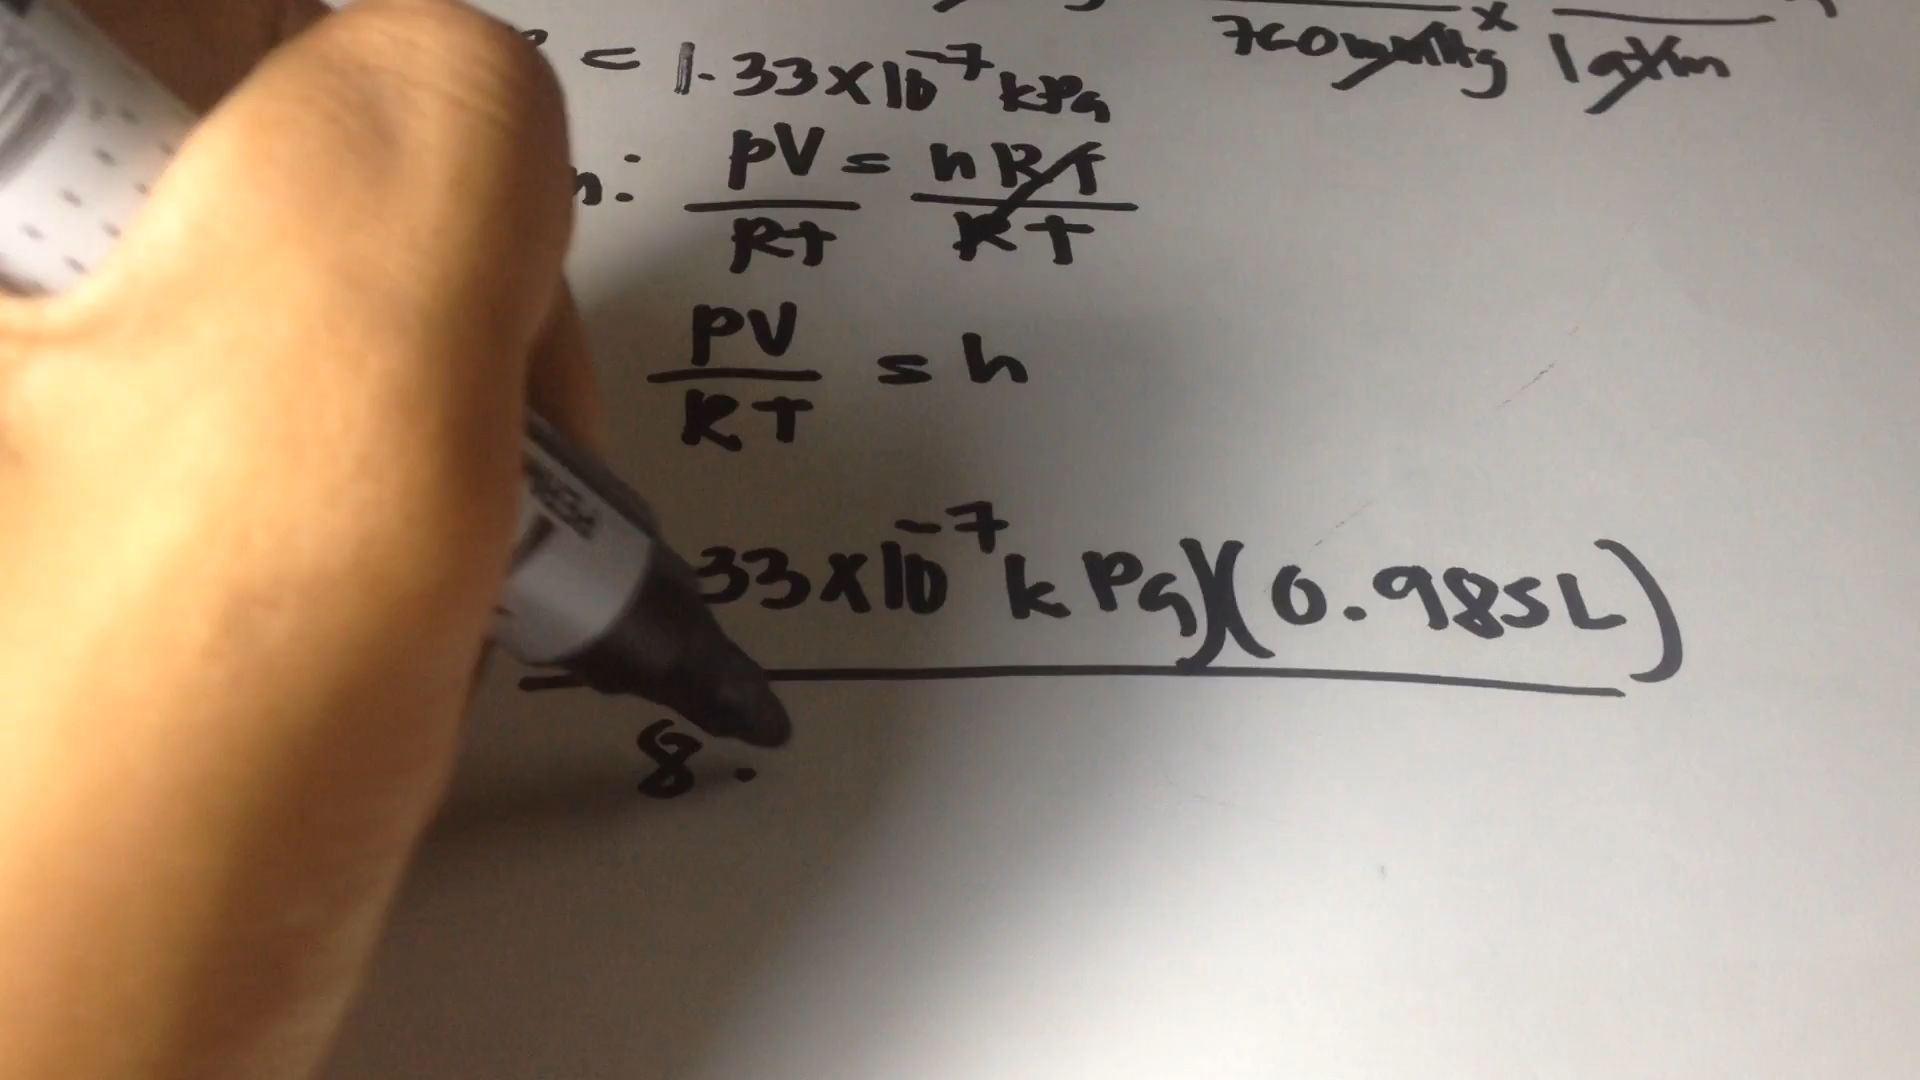 760mmHg x 1atm
= 1.33x10^-7 kPa
n: PV = nRT
RT RT
PV = n
RT
33x10^-7 kPa)(0.985L)
8.